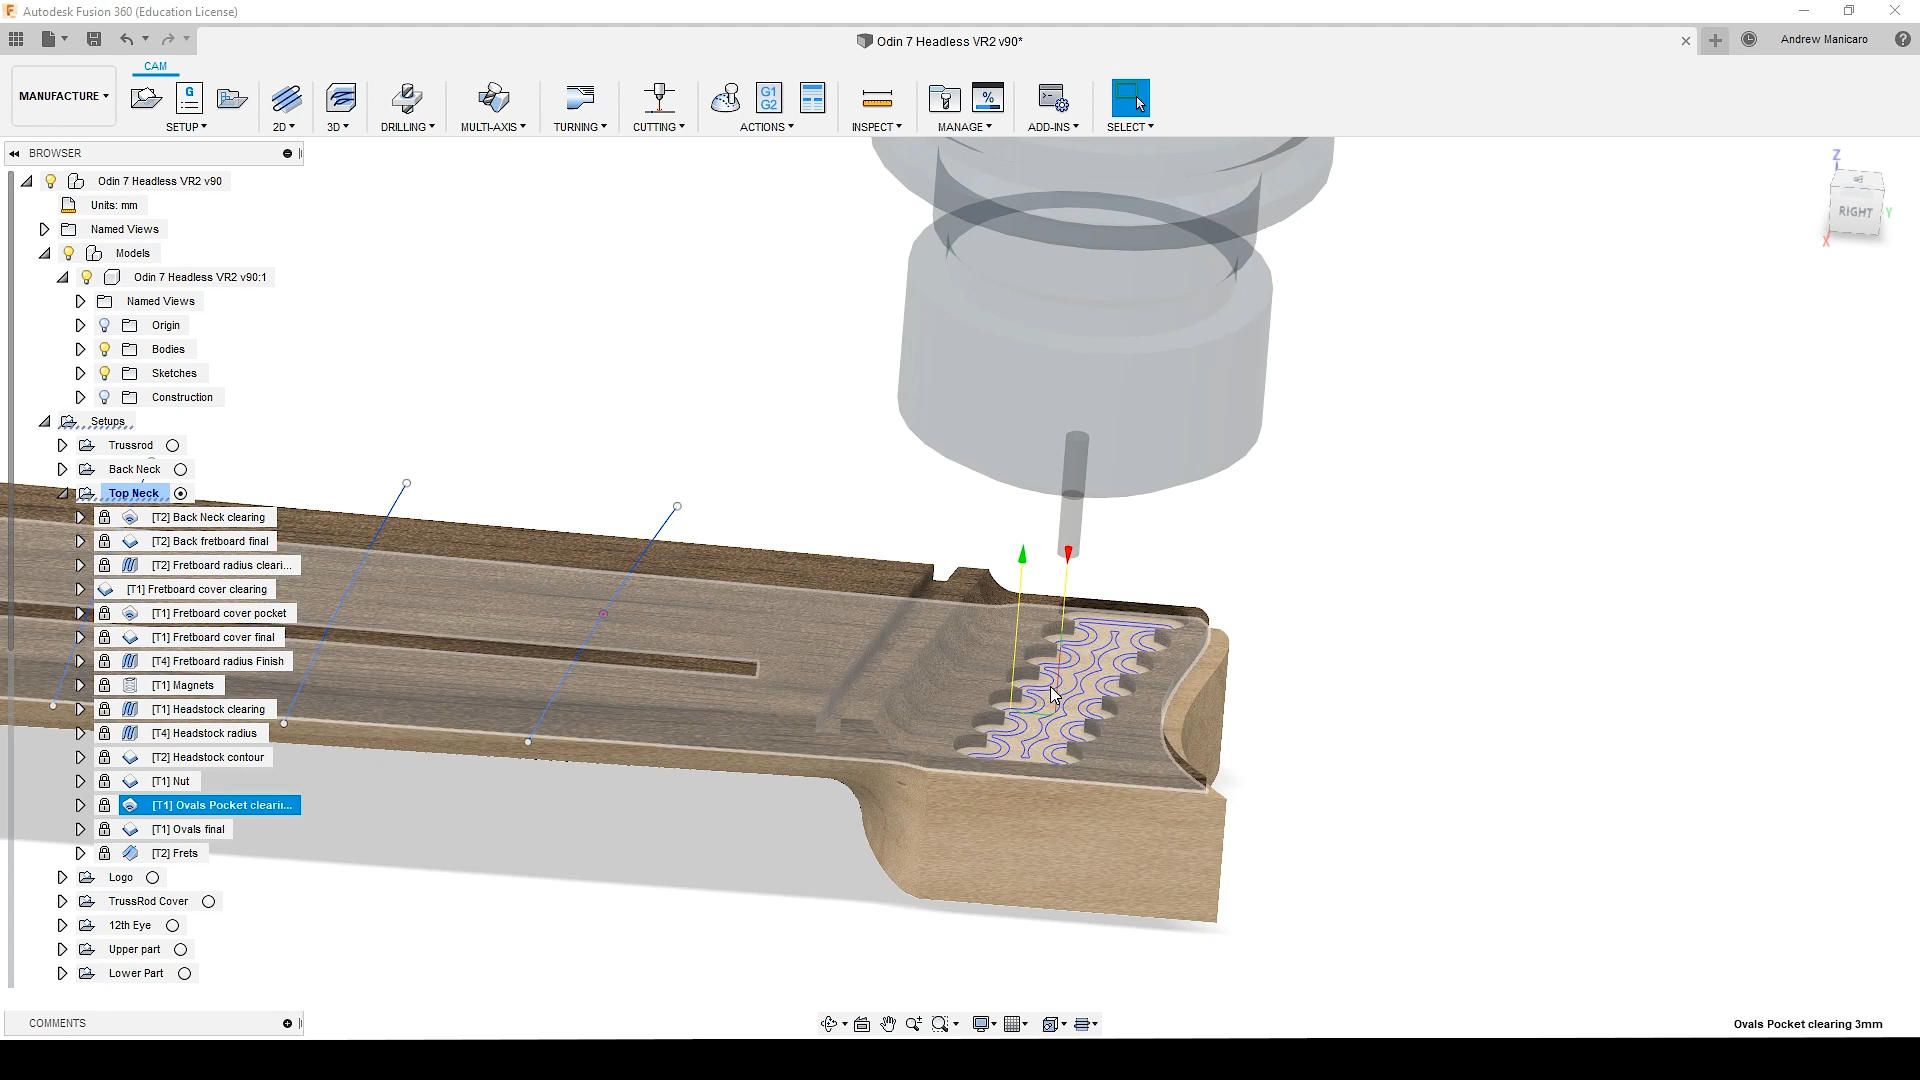 Autodesk Fusion 360 (Education License)
Odin 7 Headless VR2 v90*
Andrew Manicaro
CAM
MANUFACTURE
G
G1
G2
%
SETUP
2D
3D
DRILLING
MULTI-AXIS
TURNING
CUTTING
ACTIONS
INSPECT
MANAGE
ADD-INS
SELECT
BROWSER
Odin 7 Headless VR2 v90
Units: mm
Named Views
Models
Odin 7 Headless VR2 v90:1
Named Views
Origin
Bodies
Sketches
Construction
Setups
Trussrod
Back Neck
Top Neck
[T2] Back Neck clearing
[T2] Back fretboard final
[T2] Fretboard radius cleari...
[T1] Fretboard cover clearing
[T1] Fretboard cover pocket
[T1] Fretboard cover final
[T4] Fretboard radius Finish
[T1] Magnets
[T1] Headstock clearing
[T4] Headstock radius
[T2] Headstock contour
[T1] Nut
[T1] Ovals Pocket clearin...
[T1] Ovals final
[T2] Frets
Logo
TrussRod Cover
12th Eye
Upper part
Lower Part
Z
RIGHT
Y
X
COMMENTS
Ovals Pocket clearing 3mm